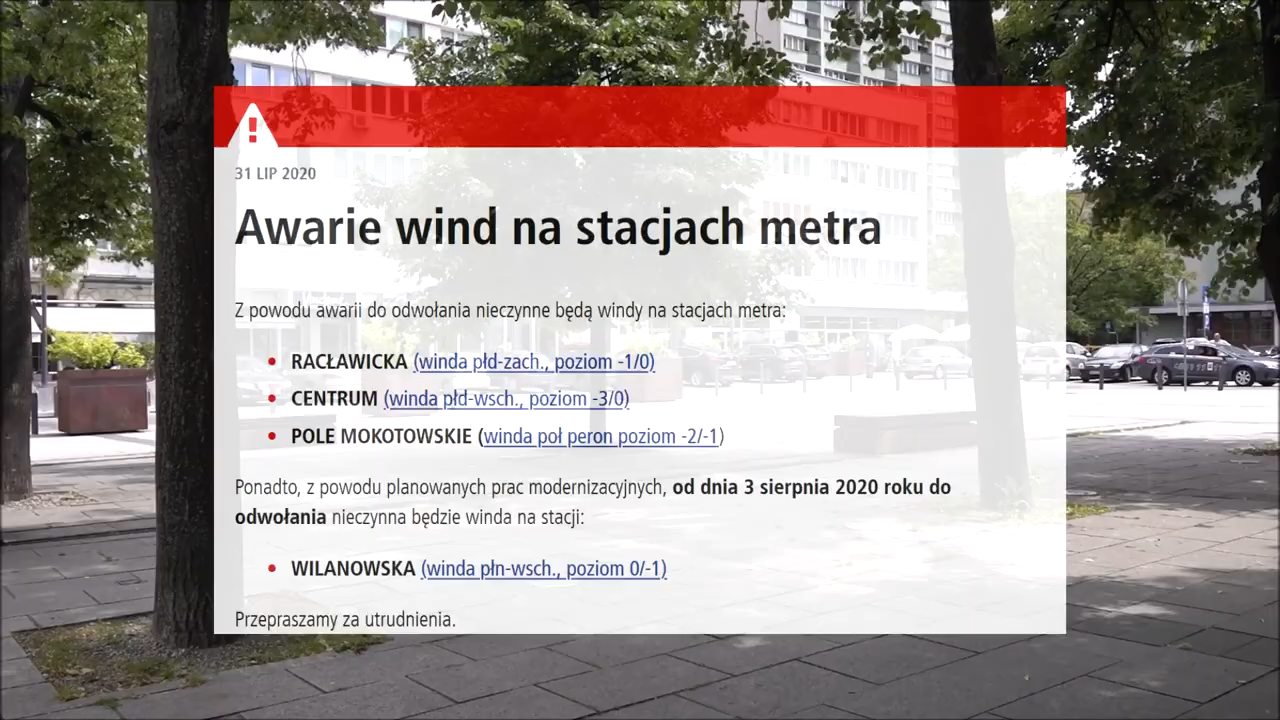 31 LIP 2020
Awarie wind na stacjach metra
Z powodu awarii do odwołania nieczynne będą windy na stacjach metra:
RACŁAWICKA (winda płd-zach., poziom -1/0)
CENTRUM (winda płd-wsch., poziom -3/0)
POLE MOKOTOWSKIE (winda poł peron poziom -2/-1)
Ponadto, z powodu planowanych prac modernizacyjnych, od dnia 3 sierpnia 2020 roku do
odwołania nieczynna będzie winda na stacji:
WILANOWSKA (winda płn-wsch., poziom 0/-1)
Przepraszamy za utrudnienia.